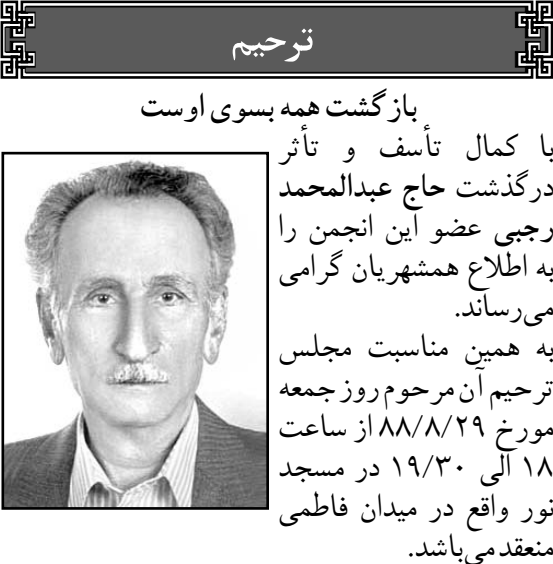 ترحیم
بازگشت همه بسوی اوست
با کمال تأسف و تأثر
درگذشت حاج عبدالمحمد
رجبی عضو این انجمن را
به اطلاع همشهریان گرامی
می‌رساند.
به همین مناسبت مجلس
ترحیم آن مرحوم روز جمعه
مورخ ۸۸/۸/۲۹ از ساعت
۱۸ الی ۱۹/۳۰ در مسجد
نور واقع در میدان فاطمی
منعقد می‌باشد.